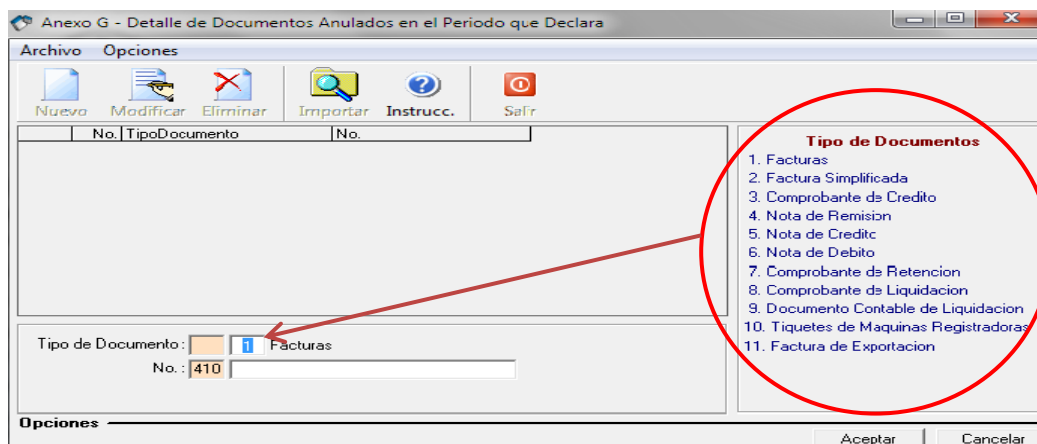 Anexo G - Detalle de Documentos Anulados en el Periodo que Declara
Archivo Opciones
Nuevo Modificar Eliminar Importar Instrucc. Salir
No. TipoDocumento No.
Tipo de Documentos
1. Facturas
2. Factura Simplificada
3. Comprobante de Credito
4. Nota de Remision
5. Nota de Credito
6. Nota de Debito
7. Comprobante de Retencion
8. Comprobante de Liquidacion
9. Documento Contable de Liquidacion
10. Tiquetes de Maquinas Registradoras
11. Factura de Exportacion
Tipo de Documento: 1 Facturas
No.: 410
Opciones
Aceptar Cancelar